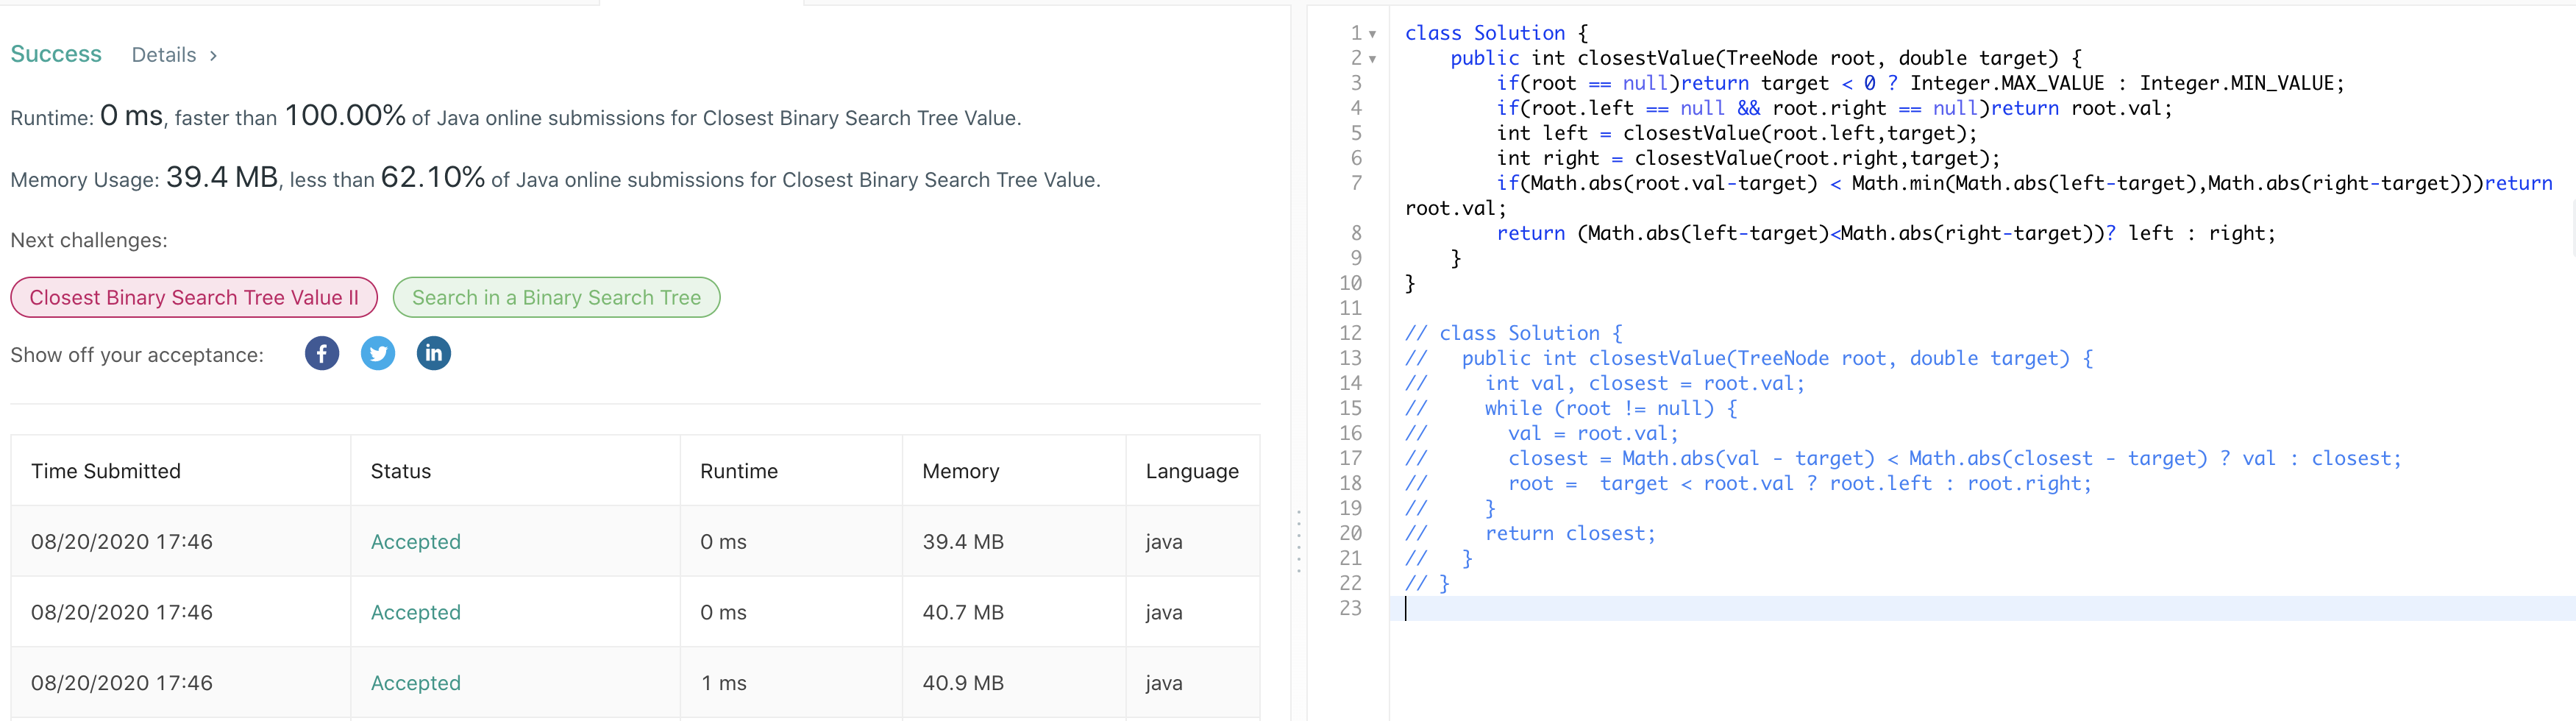 Success Details >
Runtime: 0 ms, faster than 100.00% of Java online submissions for Closest Binary Search Tree Value.
Memory Usage: 39.4 MB, less than 62.10% of Java online submissions for Closest Binary Search Tree Value.
Next challenges:
Closest Binary Search Tree Value II Search in a Binary Search Tree
Show off your acceptance: f in
Time Submitted Status Runtime Memory Language
08/20/2020 17:46 Accepted 0 ms 39.4 MB java
08/20/2020 17:46 Accepted 0 ms 40.7 MB java
08/20/2020 17:46 Accepted 1 ms 40.9 MB java
1 class Solution {
2     public int closestValue(TreeNode root, double target) {
3         if(root == null)return target < 0 ? Integer.MAX_VALUE : Integer.MIN_VALUE;
4         if(root.left == null && root.right == null)return root.val;
5         int left = closestValue(root.left,target);
6         int right = closestValue(root.right,target);
7         if(Math.abs(root.val-target) < Math.min(Math.abs(left-target),Math.abs(right-target)))return
root.val;
8         return (Math.abs(left-target)<Math.abs(right-target))? left : right;
9     }
10 }
11
12 // class Solution {
13 //   public int closestValue(TreeNode root, double target) {
14 //     int val, closest = root.val;
15 //     while (root != null) {
16 //       val = root.val;
17 //       closest = Math.abs(val - target) < Math.abs(closest - target) ? val : closest;
18 //       root =  target < root.val ? root.left : root.right;
19 //     }
20 //     return closest;
21 //   }
22 // }
23